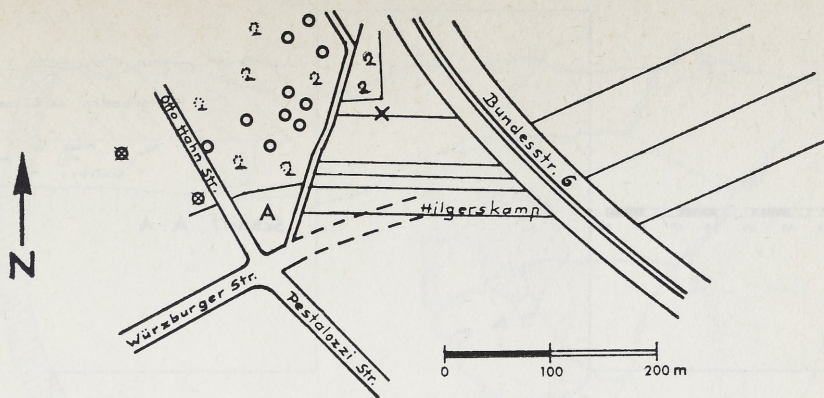 Otto Hahn Str.
Bundesstr. 6
A
Hilgerskamp
N
Würzburger Str.
Pestalozzi Str.
0 100 200 m